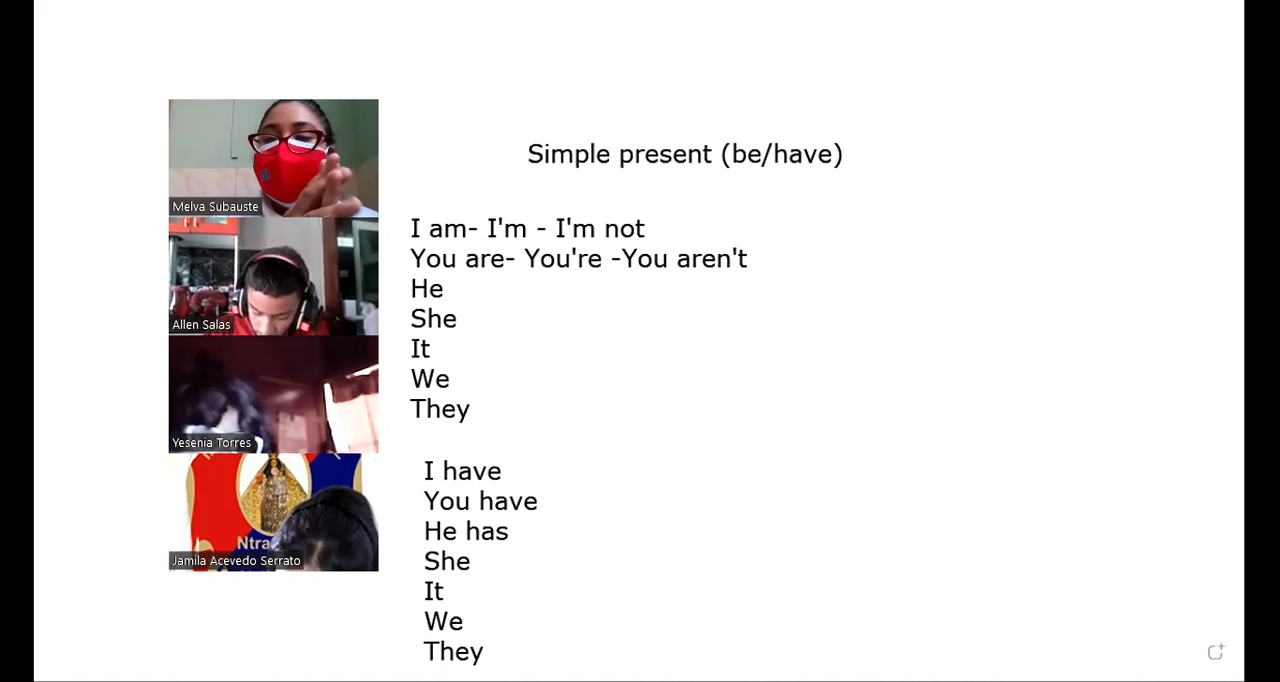 Simple present (be/have)
I am- I'm - I'm not
You are- You're -You aren't
He
She
It
We
They
I have
You have
He has
She
It
We
They
Melva Subauste
Allen Salas
Yesenia Torres
Ntra
Jamila Acevedo Serrato